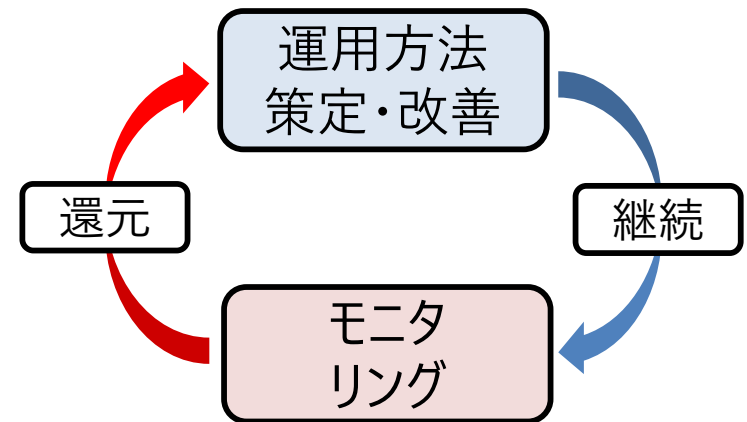 運用方法
策定・改善
還元
継続
モニタ
リング